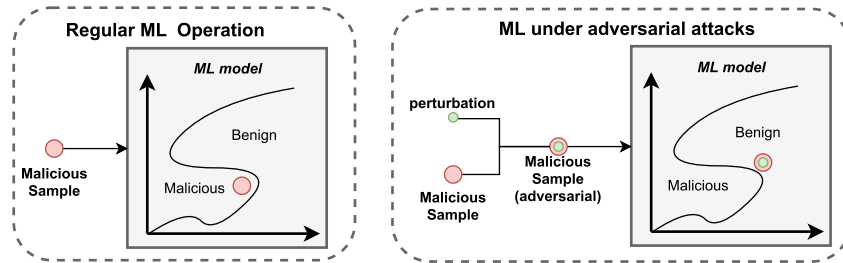 Regular ML Operation
ML model
Benign
Malicious
Malicious
Sample
ML under adversarial attacks
ML model
perturbation
Benign
Malicious
Sample
(adversarial)
Malicious
Malicious
Sample